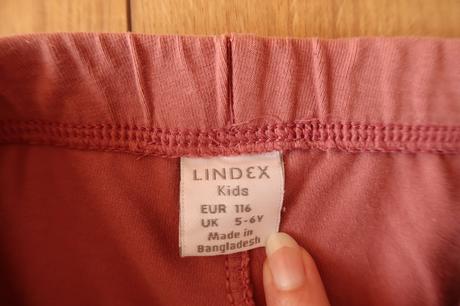 LINDEX
Kids
EUR 116
UK 5-6Y
Made in
Bangladesh